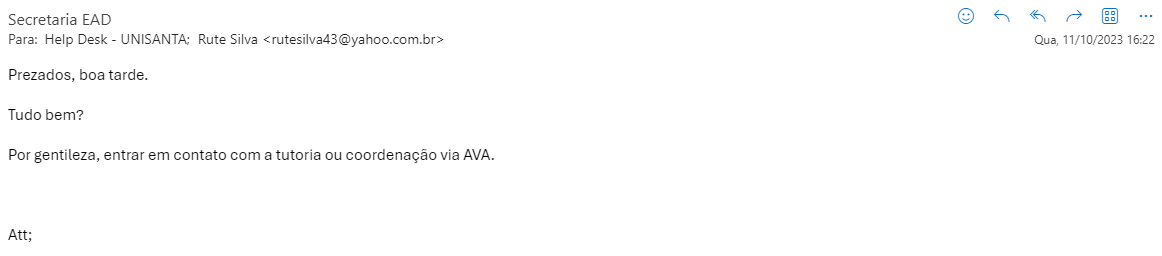 Secretaria EAD
Para: Help Desk - UNISANTA; Rute Silva <rutesilva43@yahoo.com.br>
Qua, 11/10/2023 16:22
Prezados, boa tarde.
Tudo bem?
Por gentileza, entrar em contato com a tutoria ou coordenação via AVA.
Att;